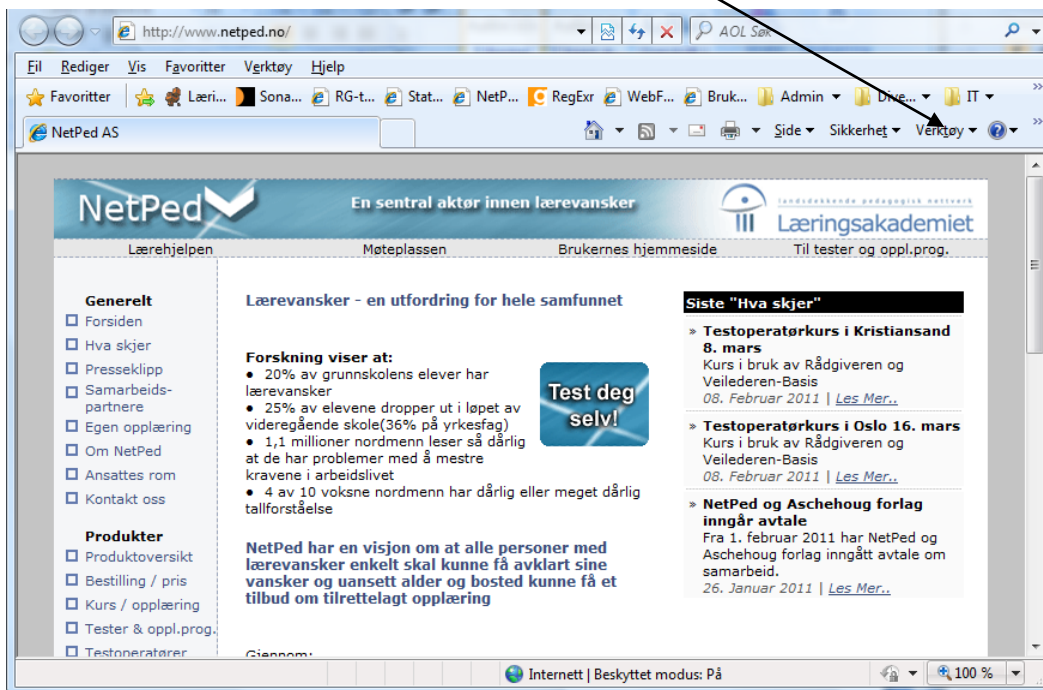 http://www.netped.no/
AOL Søk
Fil Rediger Vis Favoritter Verktøy Hjelp
Favoritter Læri... Sona... RG-t... Stat... NetP... RegExr WebF... Bruk... Admin Dive... IT
NetPed AS
Side Sikkerhet Verktøy
NetPed
En sentral aktør innen lærevansker
landsdekkende pedagogisk nettverk
Læringsakademiet
Lærehjelpen Møteplassen Brukernes hjemmeside Til tester og oppl.prog.
Generelt
Forsiden
Hva skjer
Presseklipp
Samarbeids-
partnere
Egen opplæring
Om NetPed
Ansattes rom
Kontakt oss
Produkter
Produktoversikt
Bestilling / pris
Kurs / opplæring
Tester & oppl.prog.
Testoperatører
Lærevansker - en utfordring for hele samfunnet
Forskning viser at:
● 20% av grunnskolens elever har
lærevansker
● 25% av elevene dropper ut i løpet av
videregående skole(36% på yrkesfag)
● 1,1 millioner nordmenn leser så dårlig
at de har problemer med å mestre
kravene i arbeidslivet
● 4 av 10 voksne nordmenn har dårlig eller meget dårlig
tallforståelse
Test deg
selv!
NetPed har en visjon om at alle personer med
lærevansker enkelt skal kunne få avklart sine
vansker og uansett alder og bosted kunne få et
tilbud om tilrettelagt opplæring
Gjennom:
Siste "Hva skjer"
» Testoperatørkurs i Kristiansand
8. mars
Kurs i bruk av Rådgiveren og
Veilederen-Basis
08. Februar 2011 | Les Mer..
» Testoperatørkurs i Oslo 16. mars
Kurs i bruk av Rådgiveren og
Veilederen-Basis
08. Februar 2011 | Les Mer..
» NetPed og Aschehoug forlag
inngår avtale
Fra 1. februar 2011 har NetPed og
Aschehoug forlag inngått avtale om
samarbeid.
26. Januar 2011 | Les Mer..
Internett | Beskyttet modus: På
100 %